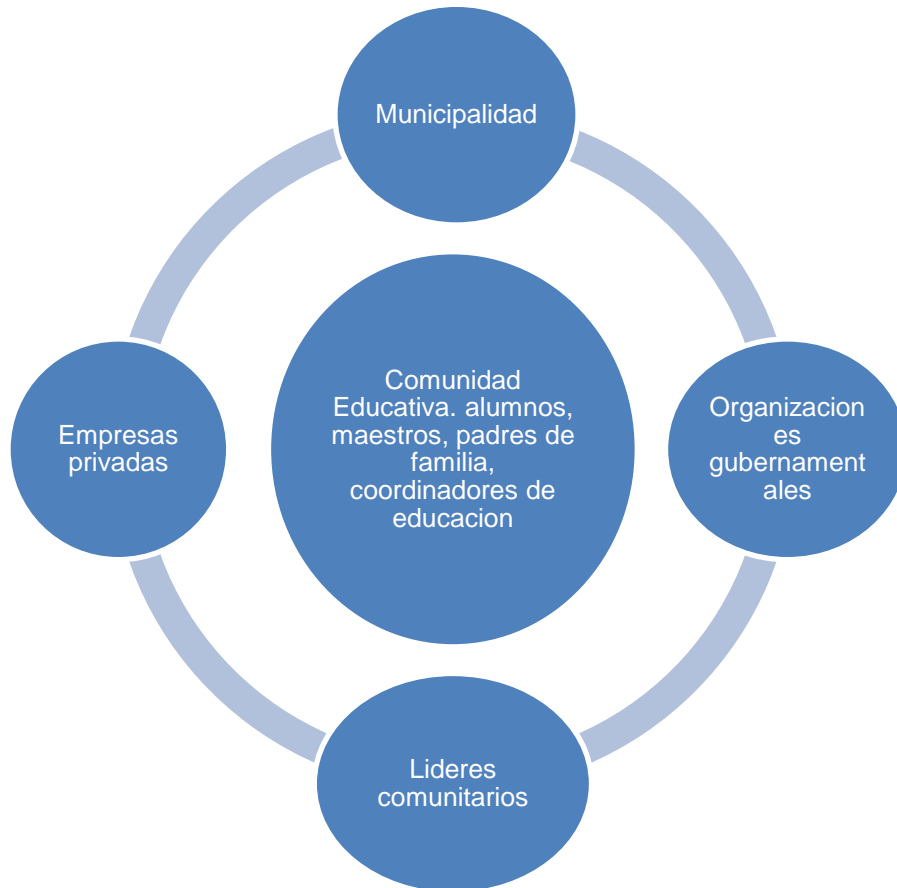 Municipalidad
Comunidad
Educativa. alumnos,
maestros, padres de
familia,
coordinadores de
educacion
Empresas
privadas
Organizacion
es
gubernament
ales
Lideres
comunitarios